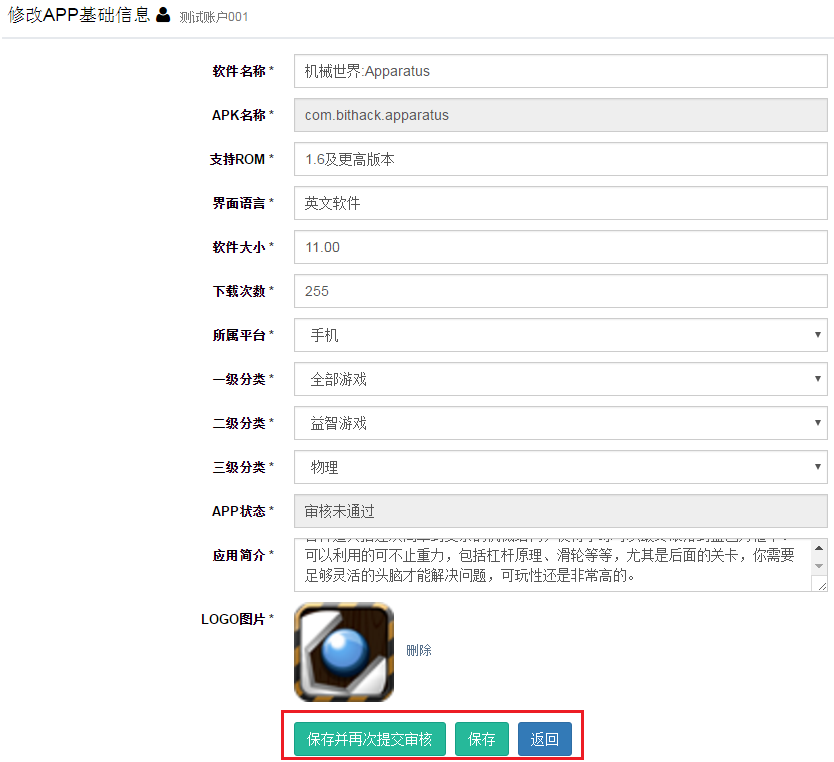 修改APP基础信息 测试账户001
软件名称 * 机械世界:Apparatus
APK名称 * com.bithack.apparatus
支持ROM * 1.6及更高版本
界面语言 * 英文软件
软件大小 * 11.00
下载次数 * 255
所属平台 * 手机
一级分类 * 全部游戏
二级分类 * 益智游戏
三级分类 * 物理
APP状态 * 审核未通过
应用简介 *
可以利用的可不止重力，包括杠杆原理、滑轮等等，尤其是后面的关卡，你需要
足够灵活的头脑才能解决问题，可玩性还是非常高的。
LOGO图片 * 删除
保存并再次提交审核 保存 返回